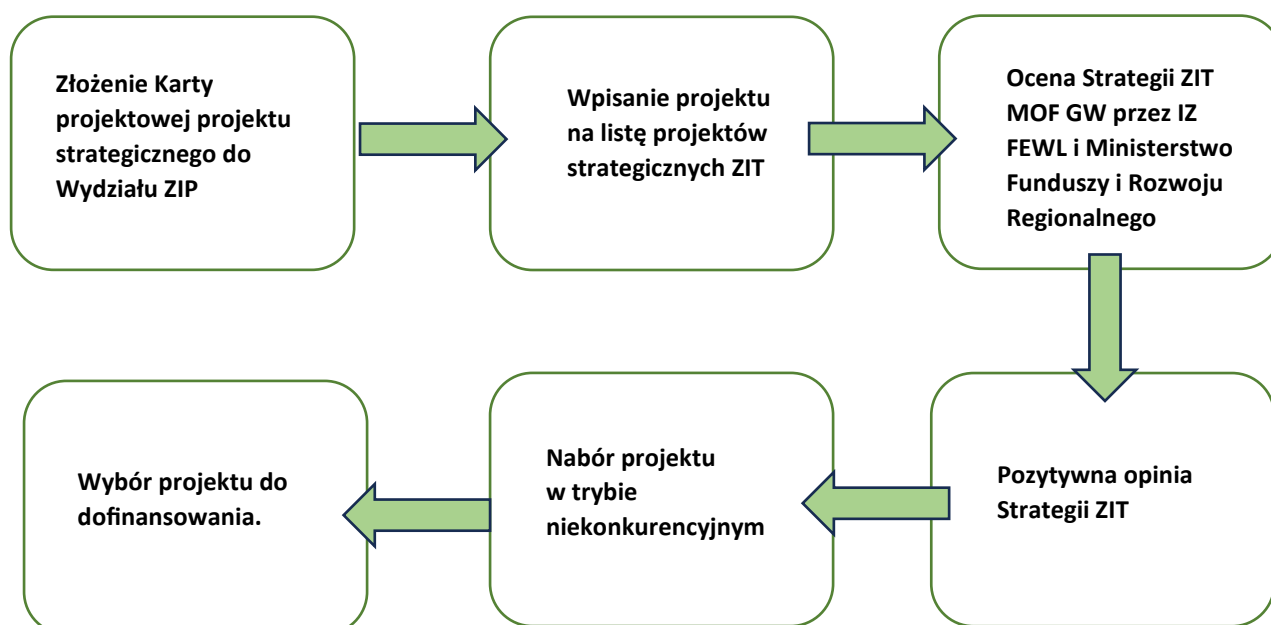 Złożenie Karty
projektowej projektu
strategicznego do
Wydziału ZIP
Wpisanie projektu
na listę projektów
strategicznych ZIT
Ocena Strategii ZIT
MOF GW przez IZ
FEWL i Ministerstwo
Funduszy i Rozwoju
Regionalnego
Pozytywna opinia
Strategii ZIT
Nabór projektu
w trybie
niekonkurencyjnym
Wybór projektu do
dofinansowania.